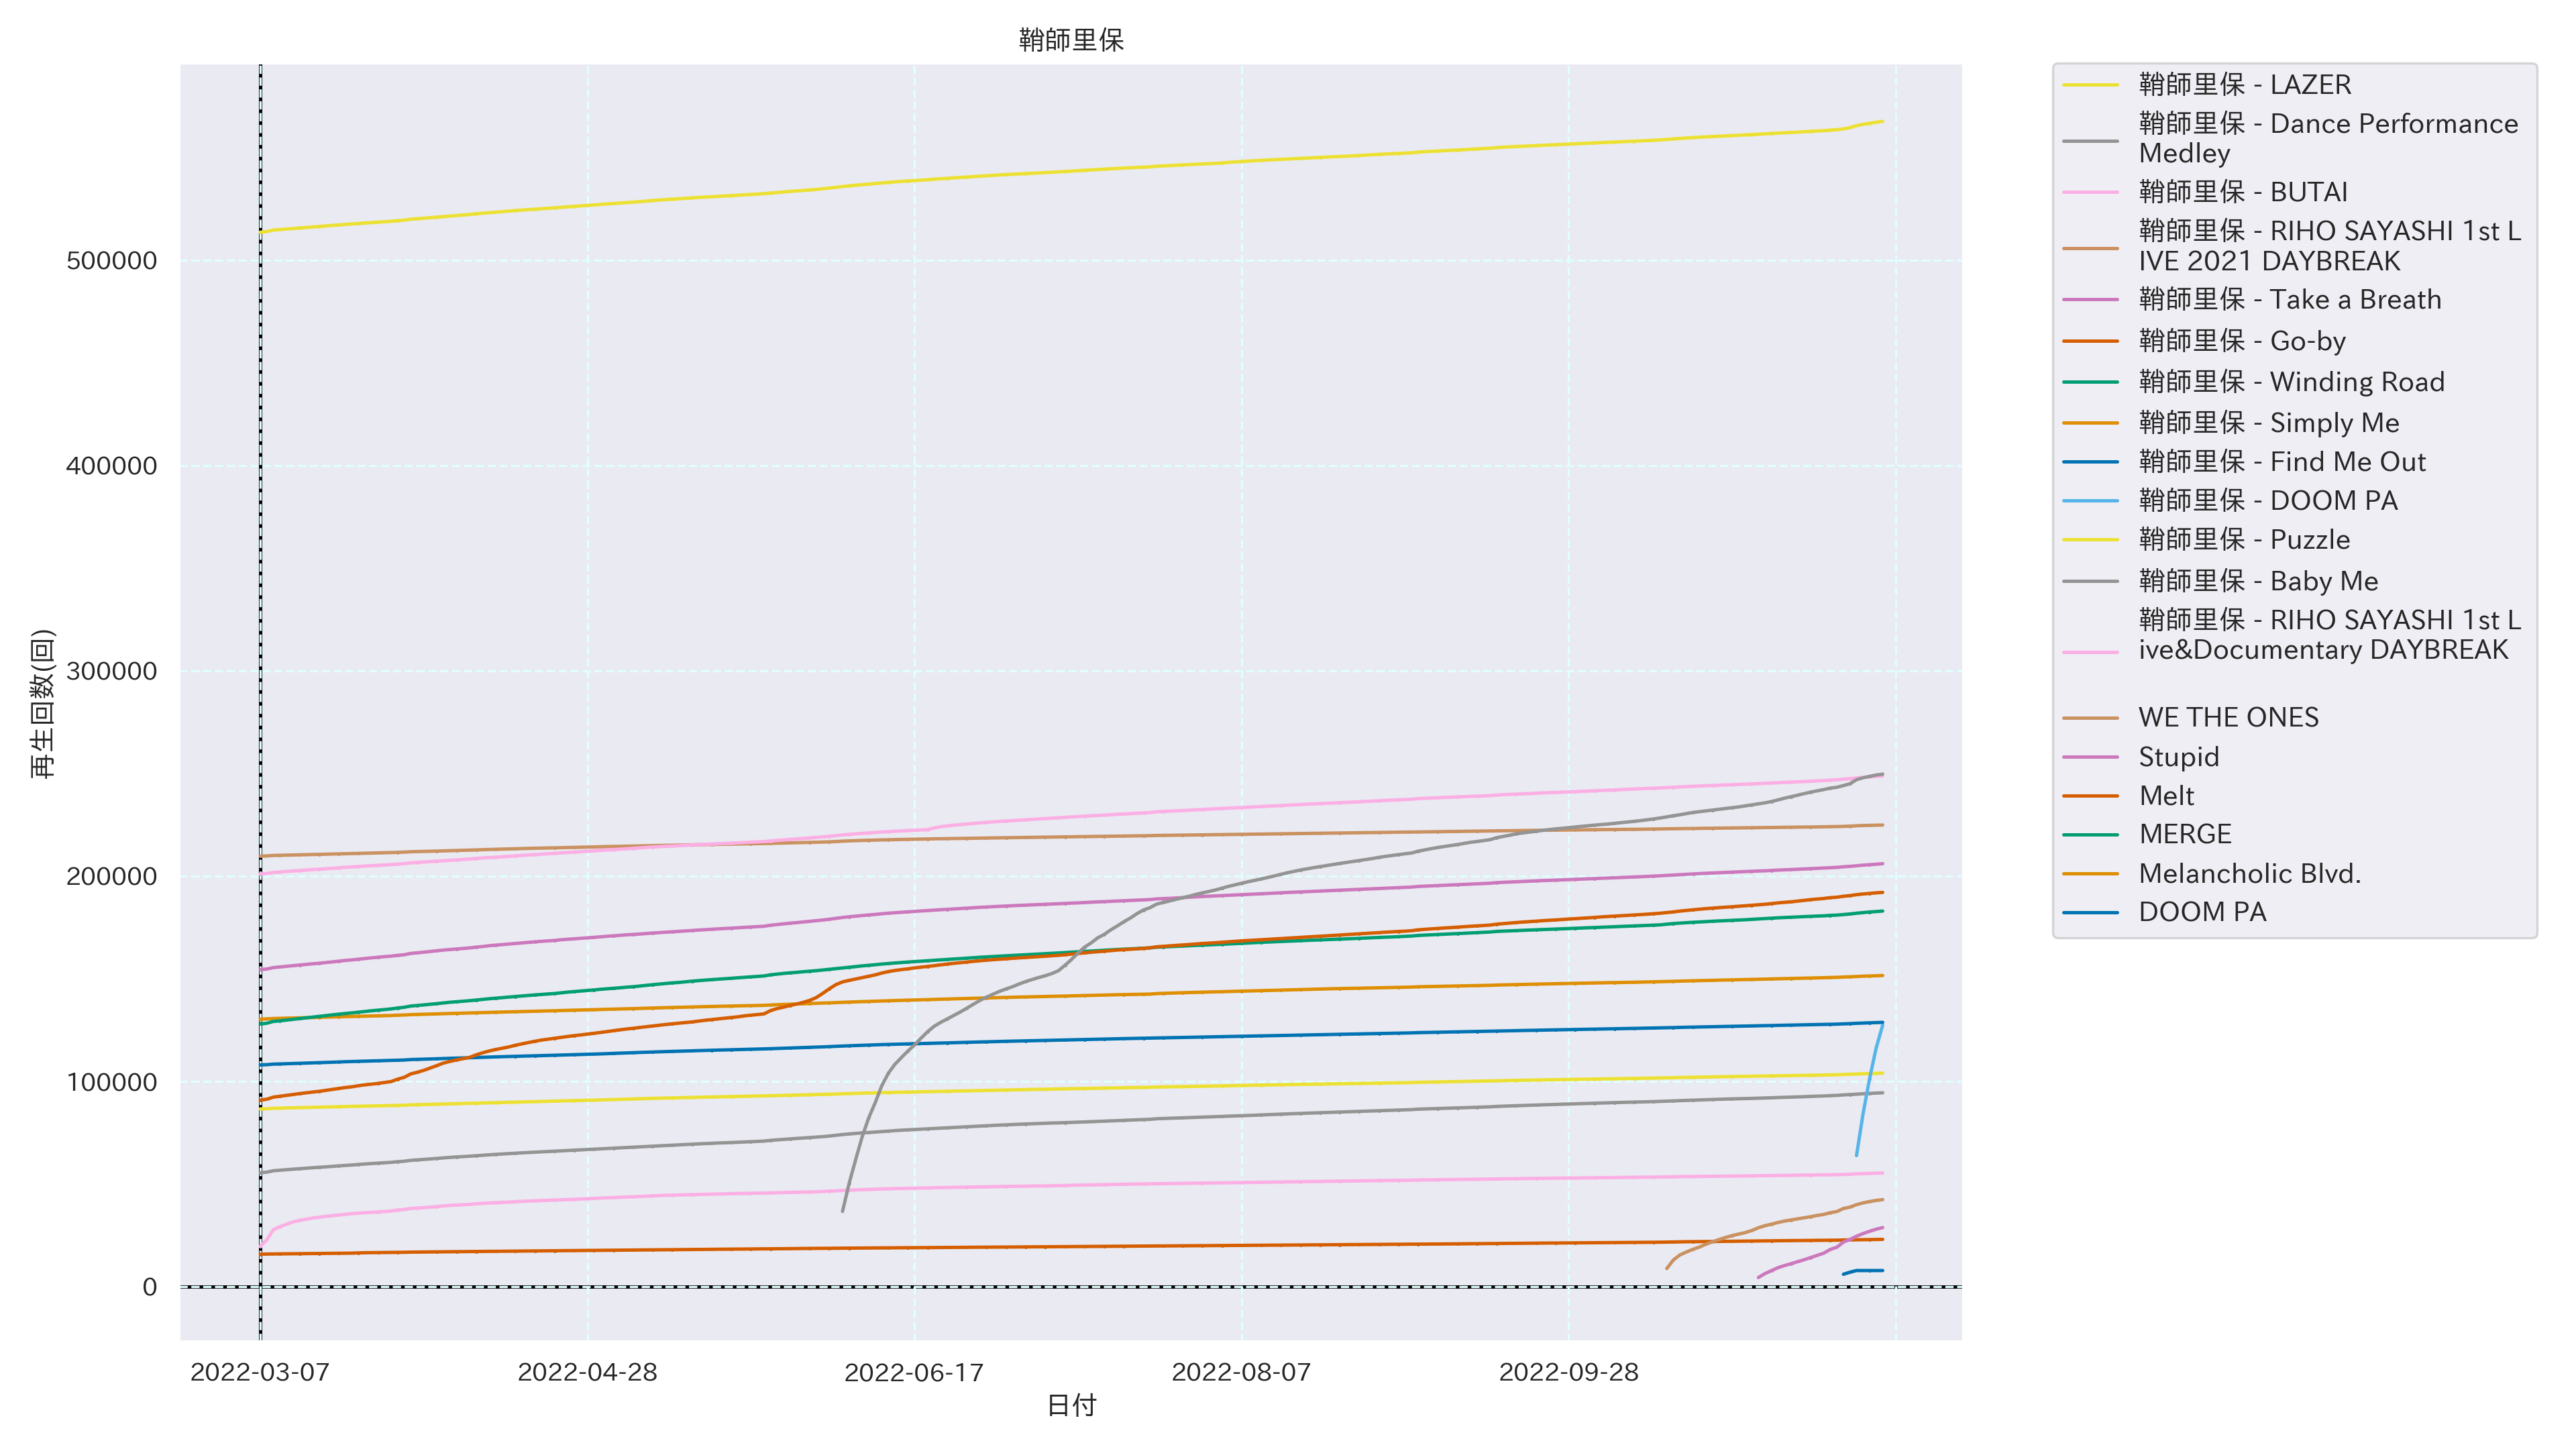 鞘師里保
再生回数(回)
500000
400000
300000
200000
100000
0
2022-03-07
2022-04-28
2022-06-17
2022-08-07
2022-09-28
日付
鞘師里保 - LAZER
鞘師里保 - Dance Performance
Medley
鞘師里保 - BUTAI
鞘師里保 - RIHO SAYASHI 1st L
IVE 2021 DAYBREAK
鞘師里保 - Take a Breath
鞘師里保 - Go-by
鞘師里保 - Winding Road
鞘師里保 - Simply Me
鞘師里保 - Find Me Out
鞘師里保 - DOOM PA
鞘師里保 - Puzzle
鞘師里保 - Baby Me
鞘師里保 - RIHO SAYASHI 1st L
ive&Documentary DAYBREAK
WE THE ONES
Stupid
Melt
MERGE
Melancholic Blvd.
DOOM PA